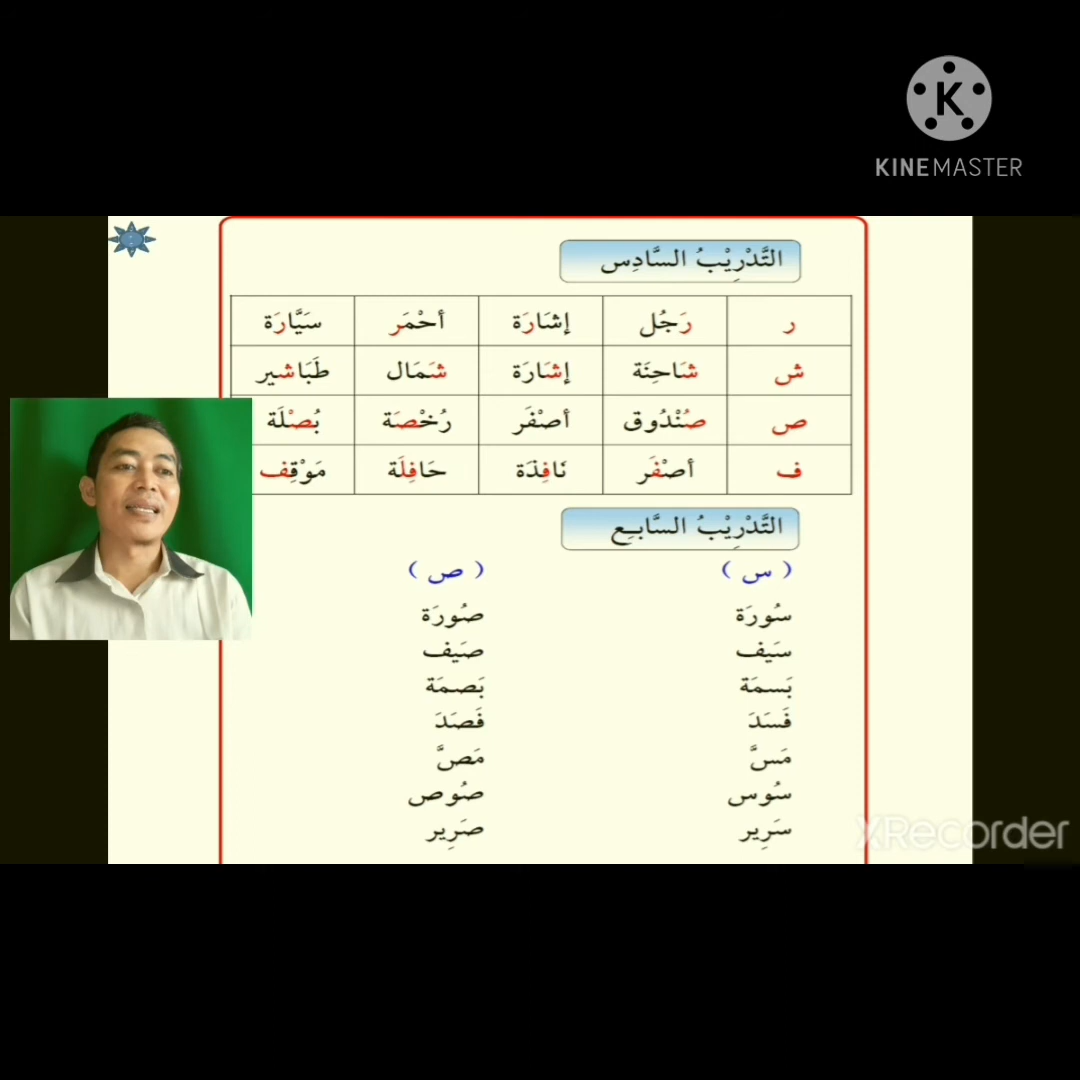 KINEMASTER
التَّدْرِيْبُ السَّادِس
ر رَجُل إشَارَة أحْمَر سَيَّارَة
ش شَاحِنَة إشَارَة شَمَال طَبَاشير
ص صُنْدُوق أصْفَر رُخْصَة بُصْلَة
ف أصْفَر نَافِذَة حَافِلَة مَوْقِف
التَّدْرِيْبُ السَّابِع
( س ) ( ص )
سُورَة صُورَة
سَيف صَيف
بَسمَة بَصمَة
فَسَدَ فَصَدَ
مَسَّ مَصَّ
سُوس صُوص
سَرِير صَرِير
XRecorder